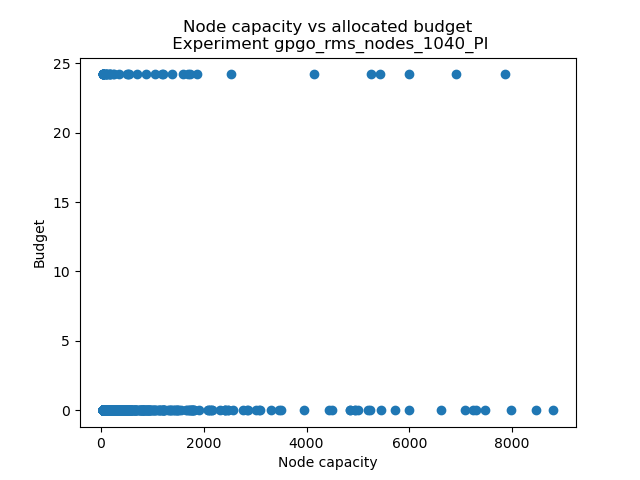 Node capacity vs allocated budget
Experiment gpgo_rms_nodes_1040_PI
25
20
15
10
5
0
Budget
0 2000 4000 6000 8000
Node capacity